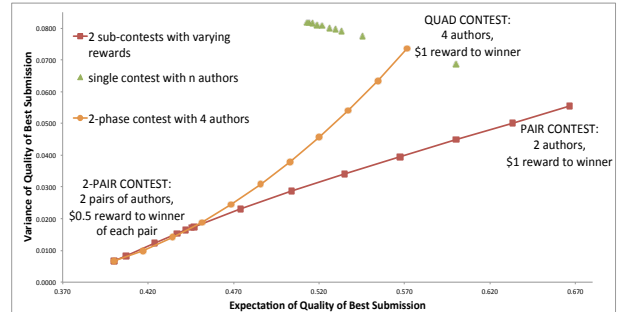 QUAD CONTEST:
4 authors,
$1 reward to winner
2 sub-contests with varying
rewards
single contest with n authors
2-phase contest with 4 authors
PAIR CONTEST:
2 authors,
$1 reward to winner
2-PAIR CONTEST:
2 pairs of authors,
$0.5 reward to winner
of each pair
Variance of Quality of Best Submission
0.0800
0.0700
0.0600
0.0500
0.0400
0.0300
0.0200
0.0100
0.0000
0.370 0.420 0.470 0.520 0.570 0.620 0.670
Expectation of Quality of Best Submission